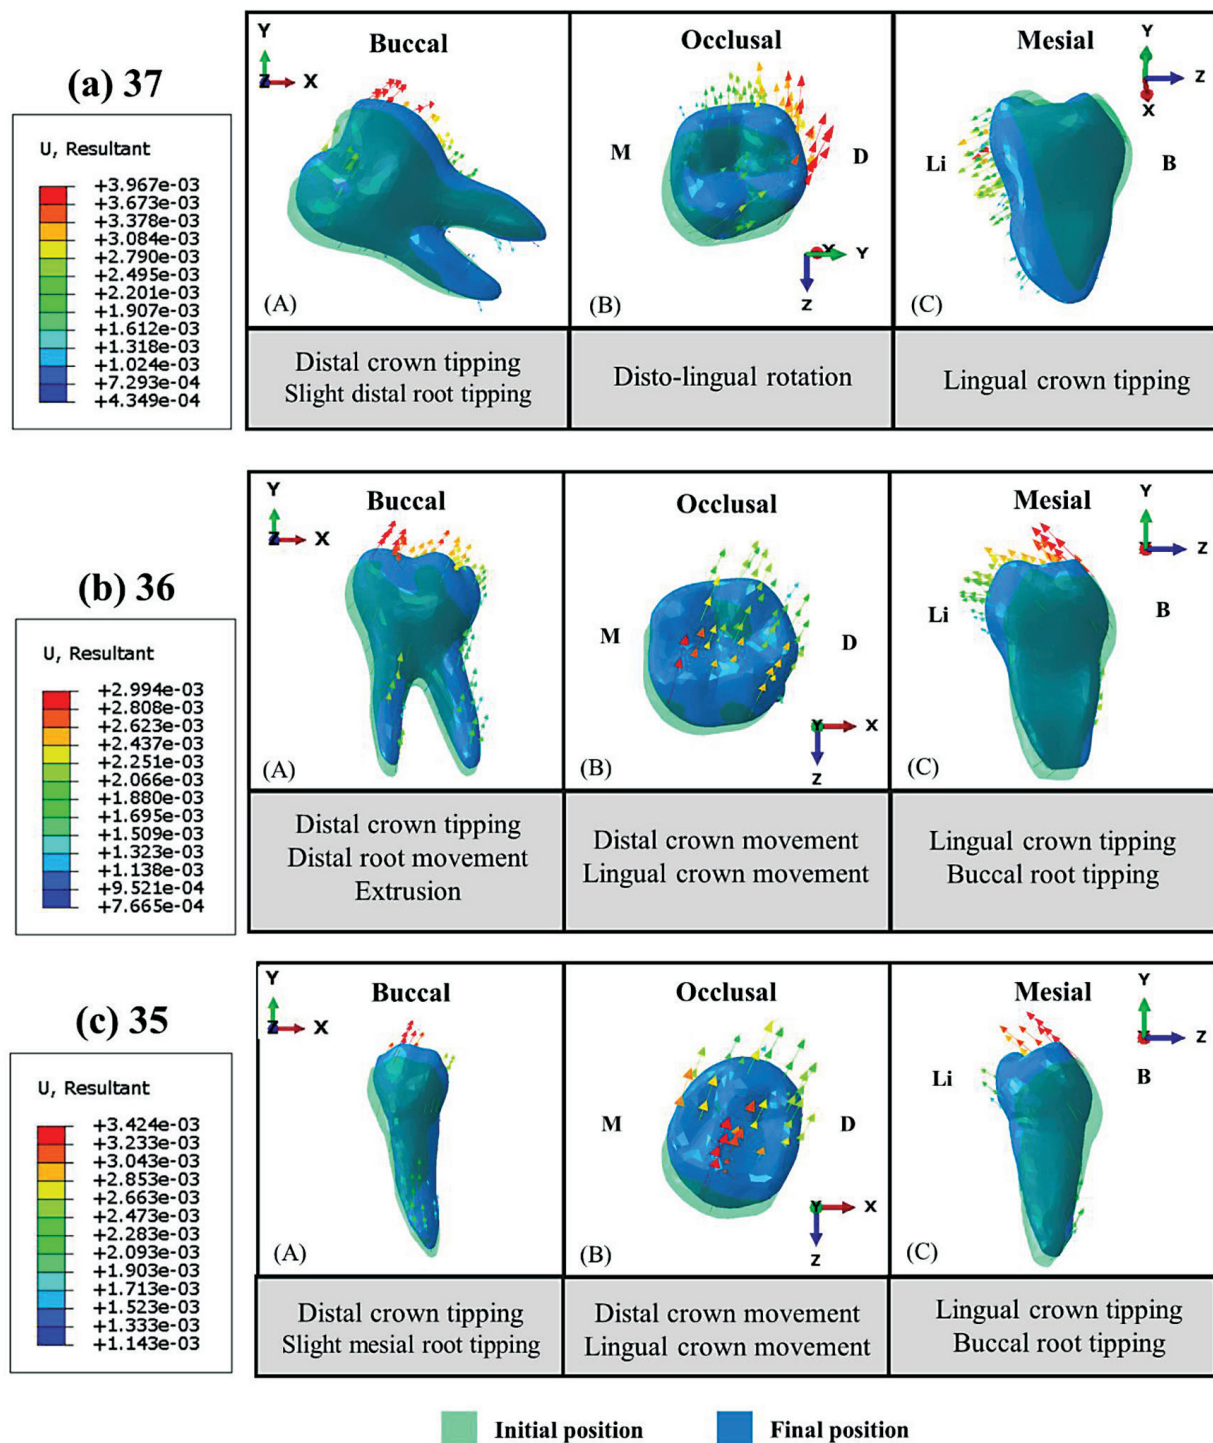 (a) 37
U, Resultant
+3.967e-03
+3.673e-03
+3.378e-03
+3.084e-03
+2.790e-03
+2.495e-03
+2.201e-03
+1.907e-03
+1.612e-03
+1.318e-03
+1.024e-03
+7.293e-04
+4.349e-04
Buccal
Y
Z X
(A)
Distal crown tipping
Slight distal root tipping
Occlusal
M
D
X Y
Z
(B)
Disto-lingual rotation
Mesial
Y
Z
X
Li
B
(C)
Lingual crown tipping
(b) 36
U, Resultant
+2.994e-03
+2.808e-03
+2.623e-03
+2.437e-03
+2.251e-03
+2.066e-03
+1.880e-03
+1.695e-03
+1.509e-03
+1.323e-03
+1.138e-03
+9.521e-04
+7.665e-04
Buccal
Y
Z X
(A)
Distal crown tipping
Distal root movement
Extrusion
Occlusal
M
D
Y X
Z
(B)
Distal crown movement
Lingual crown movement
Mesial
Y
X Z
Li
B
(C)
Lingual crown tipping
Buccal root tipping
(c) 35
U, Resultant
+3.424e-03
+3.233e-03
+3.043e-03
+2.853e-03
+2.663e-03
+2.473e-03
+2.283e-03
+2.093e-03
+1.903e-03
+1.713e-03
+1.523e-03
+1.333e-03
+1.143e-03
Buccal
Y
Z X
(A)
Distal crown tipping
Slight mesial root tipping
Occlusal
M
D
Y X
Z
(B)
Distal crown movement
Lingual crown movement
Mesial
Y
X Z
Li
B
(C)
Lingual crown tipping
Buccal root tipping
Initial position
Final position